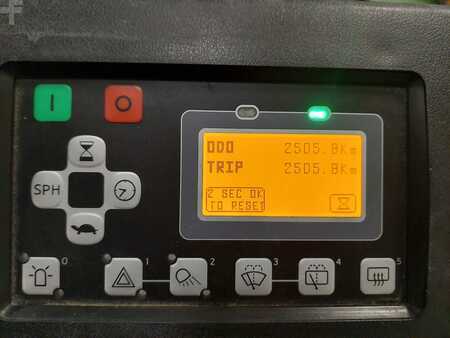 I
O
ODO 2505.8Km
TRIP 2505.8Km
2 SEC OK
TO RESET
SPH
0
1
2
3
4
5